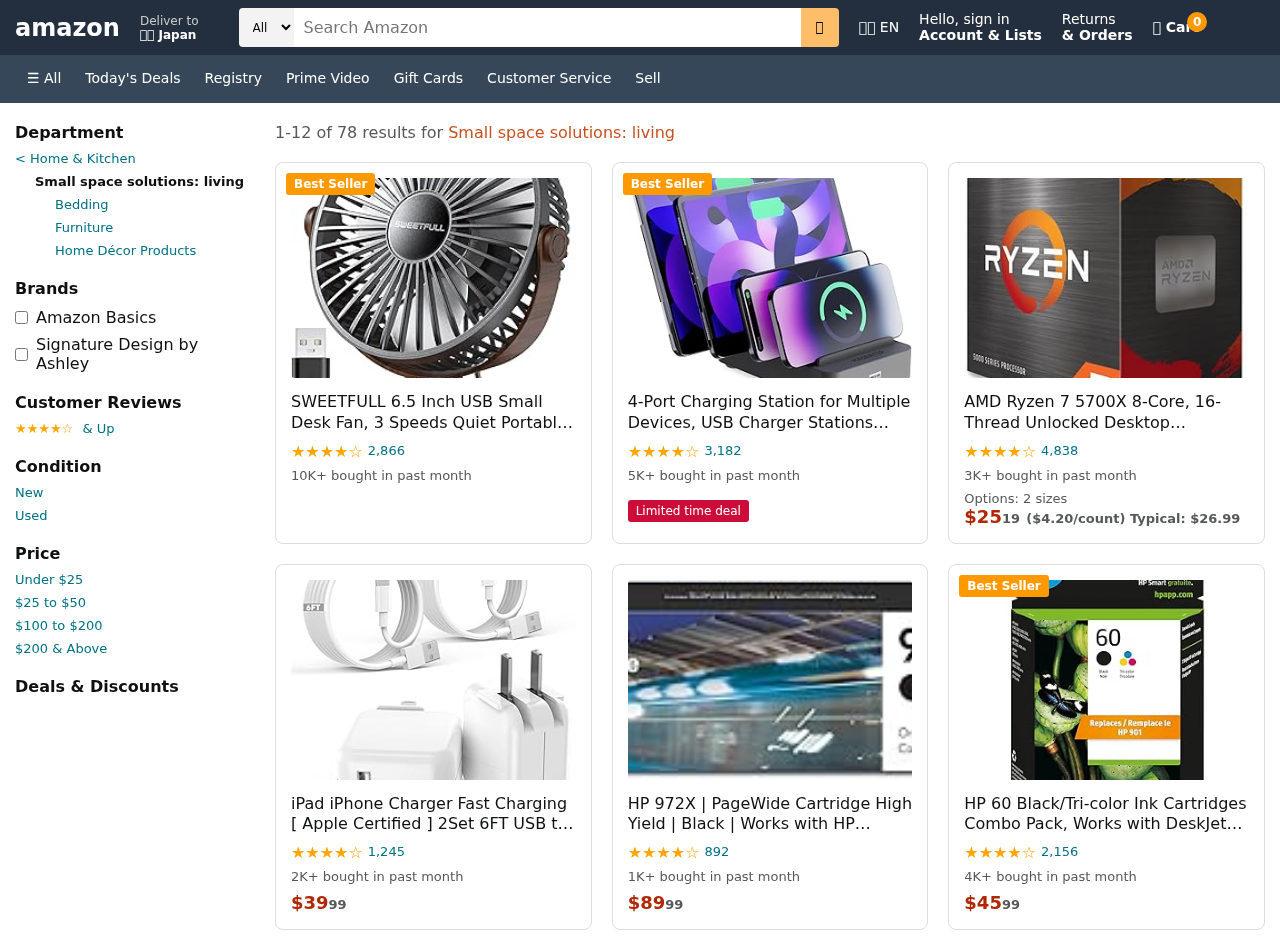 amazon
Deliver to
Japan
All
Search Amazon
EN
Hello, sign in
Account & Lists
Returns
& Orders
0
☰ All
Today's Deals
Registry
Prime Video
Gift Cards
Customer Service
Sell
Department
< Home & Kitchen
Small space solutions: living
Bedding
Furniture
Home Décor Products
Brands
Amazon Basics
Signature Design by
Ashley
Customer Reviews
★★★★☆ & Up
Condition
New
Used
Price
Under $25
$25 to $50
$100 to $200
$200 & Above
Deals & Discounts
1-12 of 78 results for Small space solutions: living
Best Seller
SWEETFULL
SWEETFULL 6.5 Inch USB Small
Desk Fan, 3 Speeds Quiet Portabl…
★★★★☆ 2,866
10K+ bought in past month
Best Seller
4-Port Charging Station for Multiple
Devices, USB Charger Stations…
★★★★☆ 3,182
5K+ bought in past month
Limited time deal
RYZEN
AMD
RYZEN
5000 SERIES PROCESSOR
AMD Ryzen 7 5700X 8-Core, 16-
Thread Unlocked Desktop…
★★★★☆ 4,838
3K+ bought in past month
Options: 2 sizes
$25 19 ($4.20/count) Typical: $26.99
6FT
iPad iPhone Charger Fast Charging
[ Apple Certified ] 2Set 6FT USB t…
★★★★☆ 1,245
2K+ bought in past month
$39 99
HP 972X | PageWide Cartridge High
Yield | Black | Works with HP…
★★★★☆ 892
1K+ bought in past month
$89 99
Best Seller
HP Smart gratuite.
hpapp.com
60
Black
Noir
Tri-color
Tricolore
Replaces / Remplace le
HP 901
HP 60 Black/Tri-color Ink Cartridges
Combo Pack, Works with DeskJet…
★★★★☆ 2,156
4K+ bought in past month
$45 99